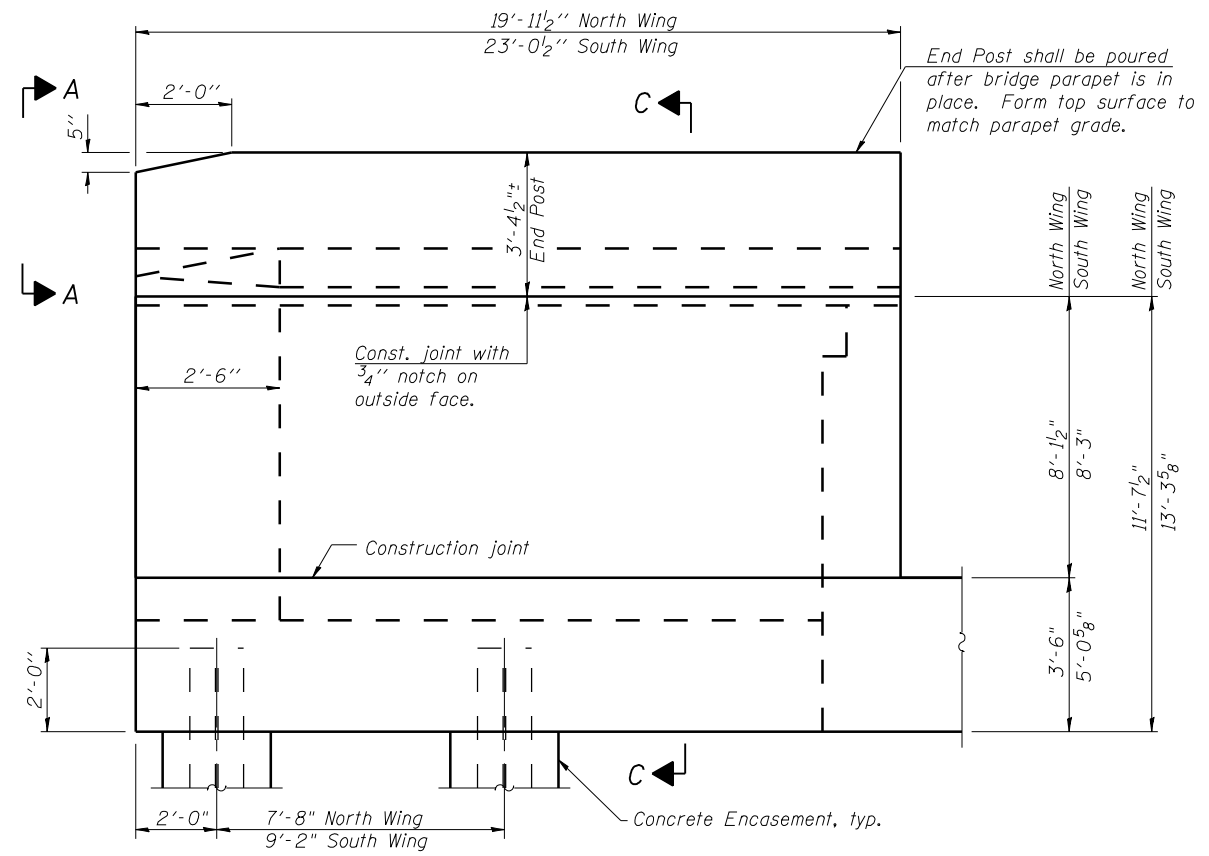 19'-11½" North Wing
23'-0½" South Wing
End Post shall be poured
after bridge parapet is in
place. Form top surface to
match parapet grade.
A
2'-0"
C
5"
3'-4½"±
End Post
North Wing
South Wing
North Wing
South Wing
A
Const. joint with
¾" notch on
outside face.
2'-6"
8'-1½"
8'-3"
11'-7½"
13'-3⅝"
Construction joint
3'-6"
5'-0⅝"
2'-0"
C
2'-0"
7'-8" North Wing
9'-2" South Wing
Concrete Encasement, typ.